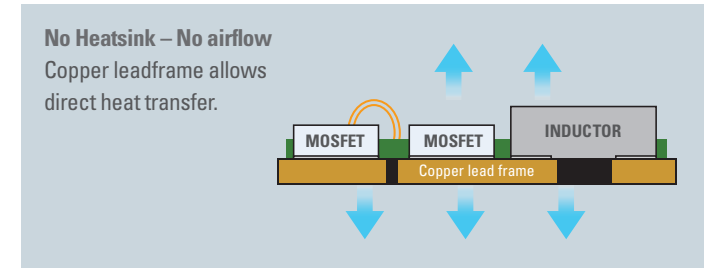 No Heatsink – No airflow
Copper leadframe allows
direct heat transfer.
MOSFET
MOSFET
INDUCTOR
Copper lead frame